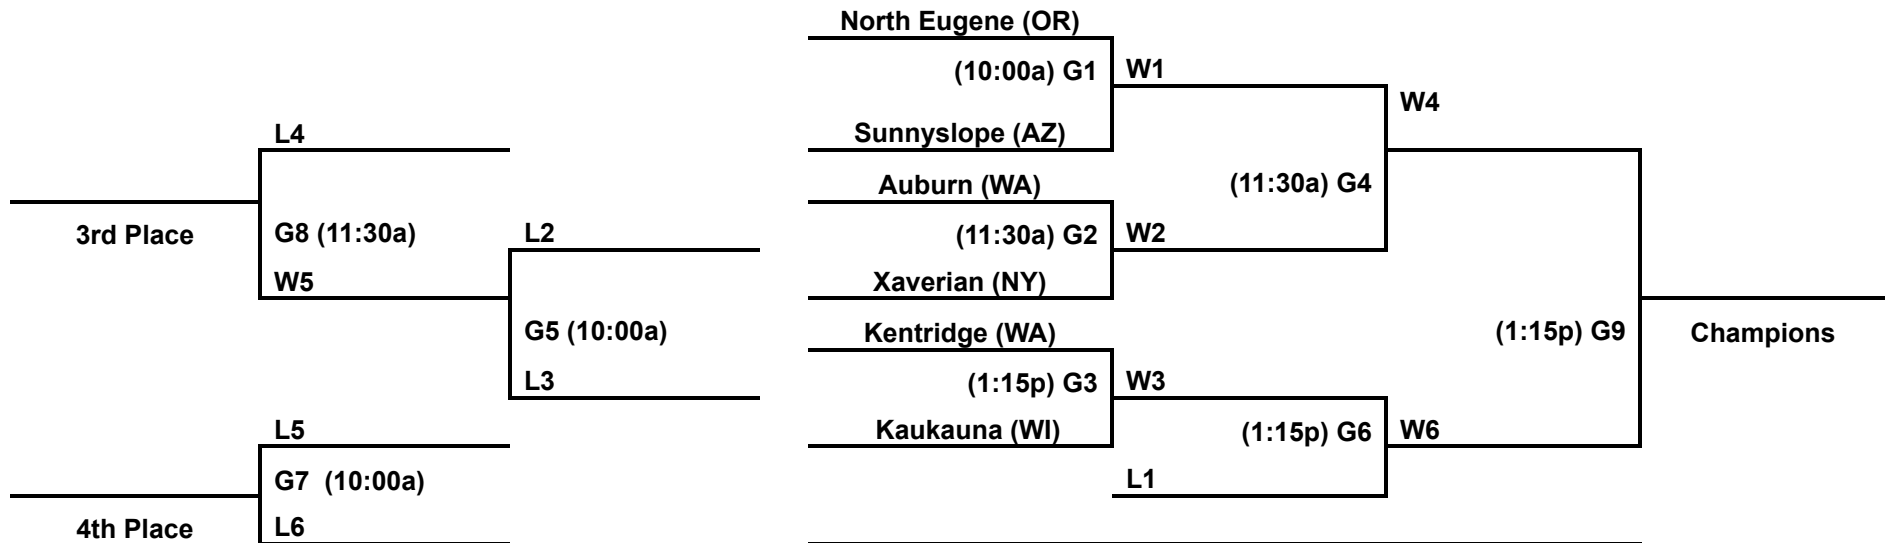 North Eugene (OR)
(10:00a) G1
W1
W4
L4
Sunnyslope (AZ)
Auburn (WA)
(11:30a) G4
3rd Place
G8 (11:30a)
L2
(11:30a) G2
W2
W5
Xaverian (NY)
G5 (10:00a)
Kentridge (WA)
(1:15p) G9
Champions
L3
(1:15p) G3
W3
L5
Kaukauna (WI)
(1:15p) G6
W6
G7 (10:00a)
L1
4th Place
L6